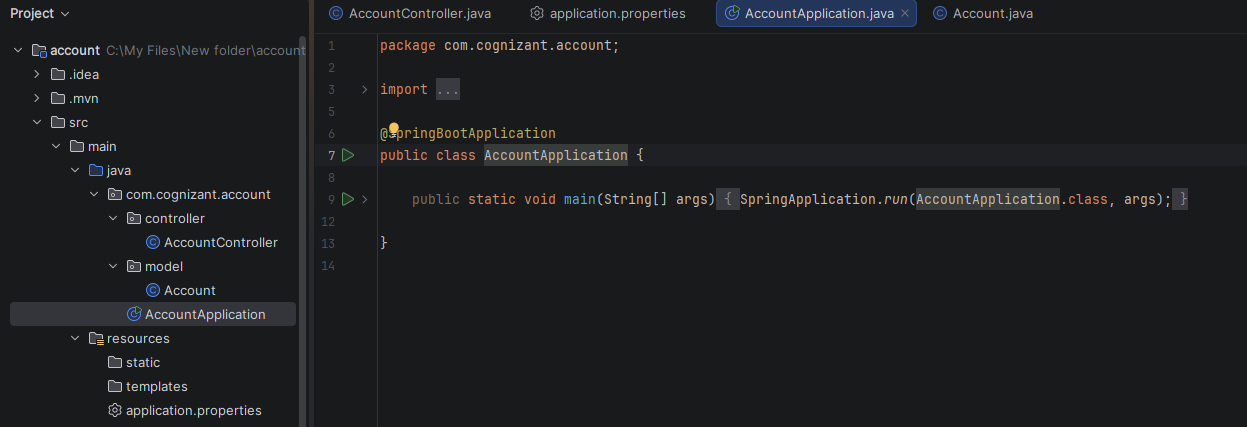 Project
account C:\My Files\New folder\account
.idea
.mvn
src
main
java
com.cognizant.account
controller
AccountController
model
Account
AccountApplication
resources
static
templates
application.properties
AccountController.java application.properties AccountApplication.java Account.java
1 package com.cognizant.account;
2
3 import ...
5
6 @SpringBootApplication
7 public class AccountApplication {
8
9 public static void main(String[] args) { SpringApplication.run(AccountApplication.class, args); }
12
13 }
14